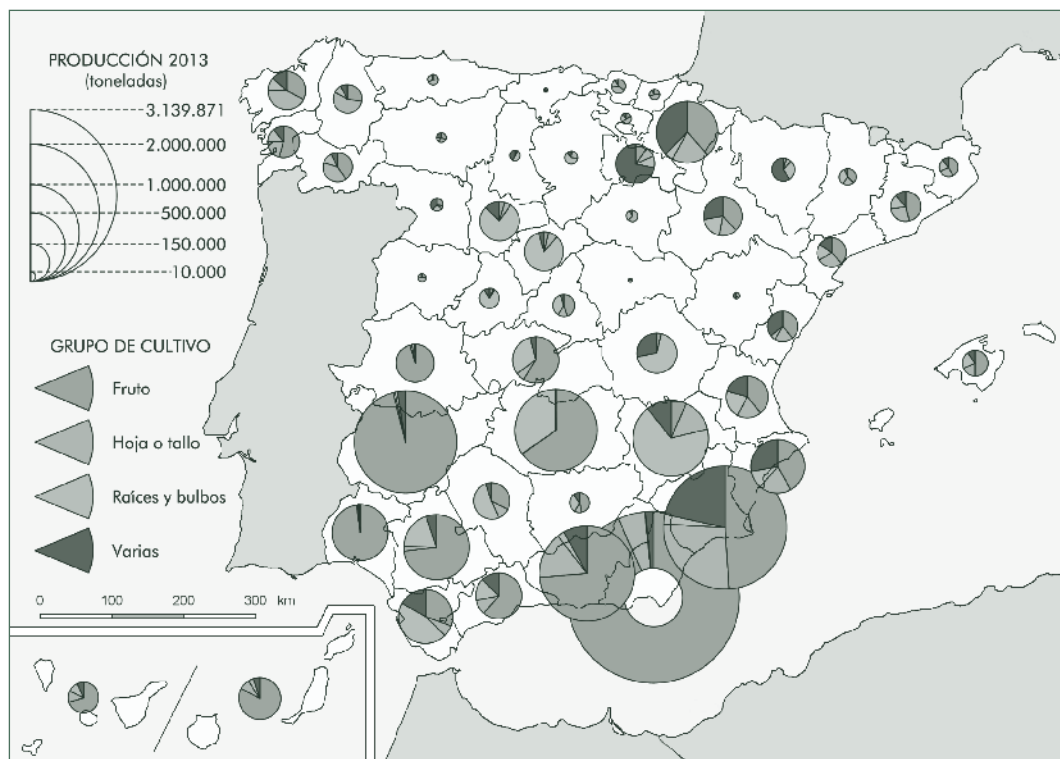 PRODUCCIÓN 2013
(toneladas)
3.139.871
2.000.000
1.000.000
500.000
150.000
10.000
GRUPO DE CULTIVO
Fruto
Hoja o tallo
Raíces y bulbos
Varias
0 100 200 300 km